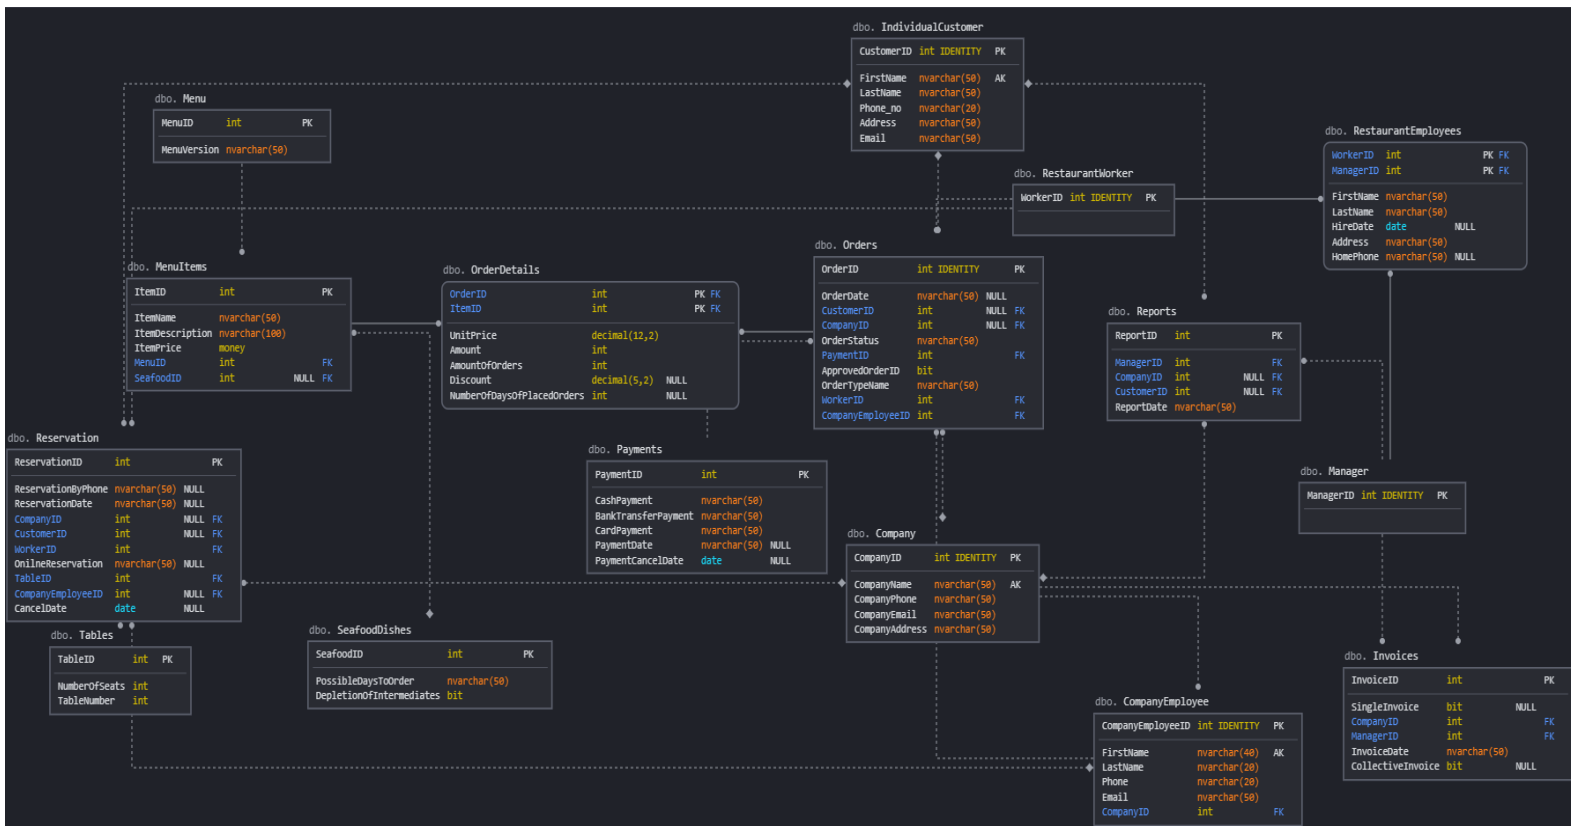 dbo. IndividualCustomer
CustomerID int IDENTITY PK
FirstName nvarchar(50) AK
LastName nvarchar(50)
Phone_no nvarchar(20)
Address nvarchar(50)
Email nvarchar(50)
dbo. Menu
MenuID int PK
MenuVersion nvarchar(50)
dbo. RestaurantEmployees
WorkerID int PK FK
ManagerID int PK FK
FirstName nvarchar(50)
LastName nvarchar(50)
HireDate date NULL
Address nvarchar(50)
HomePhone nvarchar(50) NULL
dbo. RestaurantWorker
WorkerID int IDENTITY PK
dbo. MenuItems
ItemID int PK
ItemName nvarchar(50)
ItemDescription nvarchar(100)
ItemPrice money
MenuID int FK
SeafoodID int NULL FK
dbo. OrderDetails
OrderID int PK FK
ItemID int PK FK
UnitPrice decimal(12,2)
Amount int
AmountOfOrders int
Discount decimal(5,2) NULL
NumberOfDaysOfPlacedOrders int NULL
dbo. Orders
OrderID int IDENTITY PK
OrderDate nvarchar(50) NULL
CustomerID int NULL FK
CompanyID int NULL FK
OrderStatus nvarchar(50)
PaymentID int FK
ApprovedOrderID bit
OrderTypeName nvarchar(50)
WorkerID int FK
CompanyEmployeeID int FK
dbo. Reports
ReportID int PK
ManagerID int FK
CompanyID int NULL FK
CustomerID int NULL FK
ReportDate nvarchar(50)
dbo. Reservation
ReservationID int PK
ReservationByPhone nvarchar(50) NULL
ReservationDate nvarchar(50) NULL
CompanyID int NULL FK
CustomerID int NULL FK
WorkerID int FK
OnilneReservation nvarchar(50) NULL
TableID int FK
CompanyEmployeeID int NULL FK
CancelDate date NULL
dbo. Payments
PaymentID int PK
CashPayment nvarchar(50)
BankTransferPayment nvarchar(50)
CardPayment nvarchar(50)
PaymentDate nvarchar(50) NULL
PaymentCancelDate date NULL
dbo. Manager
ManagerID int IDENTITY PK
dbo. Company
CompanyID int IDENTITY PK
CompanyName nvarchar(50) AK
CompanyPhone nvarchar(50)
CompanyEmail nvarchar(50)
CompanyAddress nvarchar(50)
dbo. Tables
TableID int PK
NumberOfSeats int
TableNumber int
dbo. SeafoodDishes
SeafoodID int PK
PossibleDaysToOrder nvarchar(50)
DepletionOfIntermediates bit
dbo. CompanyEmployee
CompanyEmployeeID int IDENTITY PK
FirstName nvarchar(40) AK
LastName nvarchar(20)
Phone nvarchar(20)
Email nvarchar(50)
CompanyID int FK
dbo. Invoices
InvoiceID int PK
SingleInvoice bit NULL
CompanyID int FK
ManagerID int FK
InvoiceDate nvarchar(50)
CollectiveInvoice bit NULL